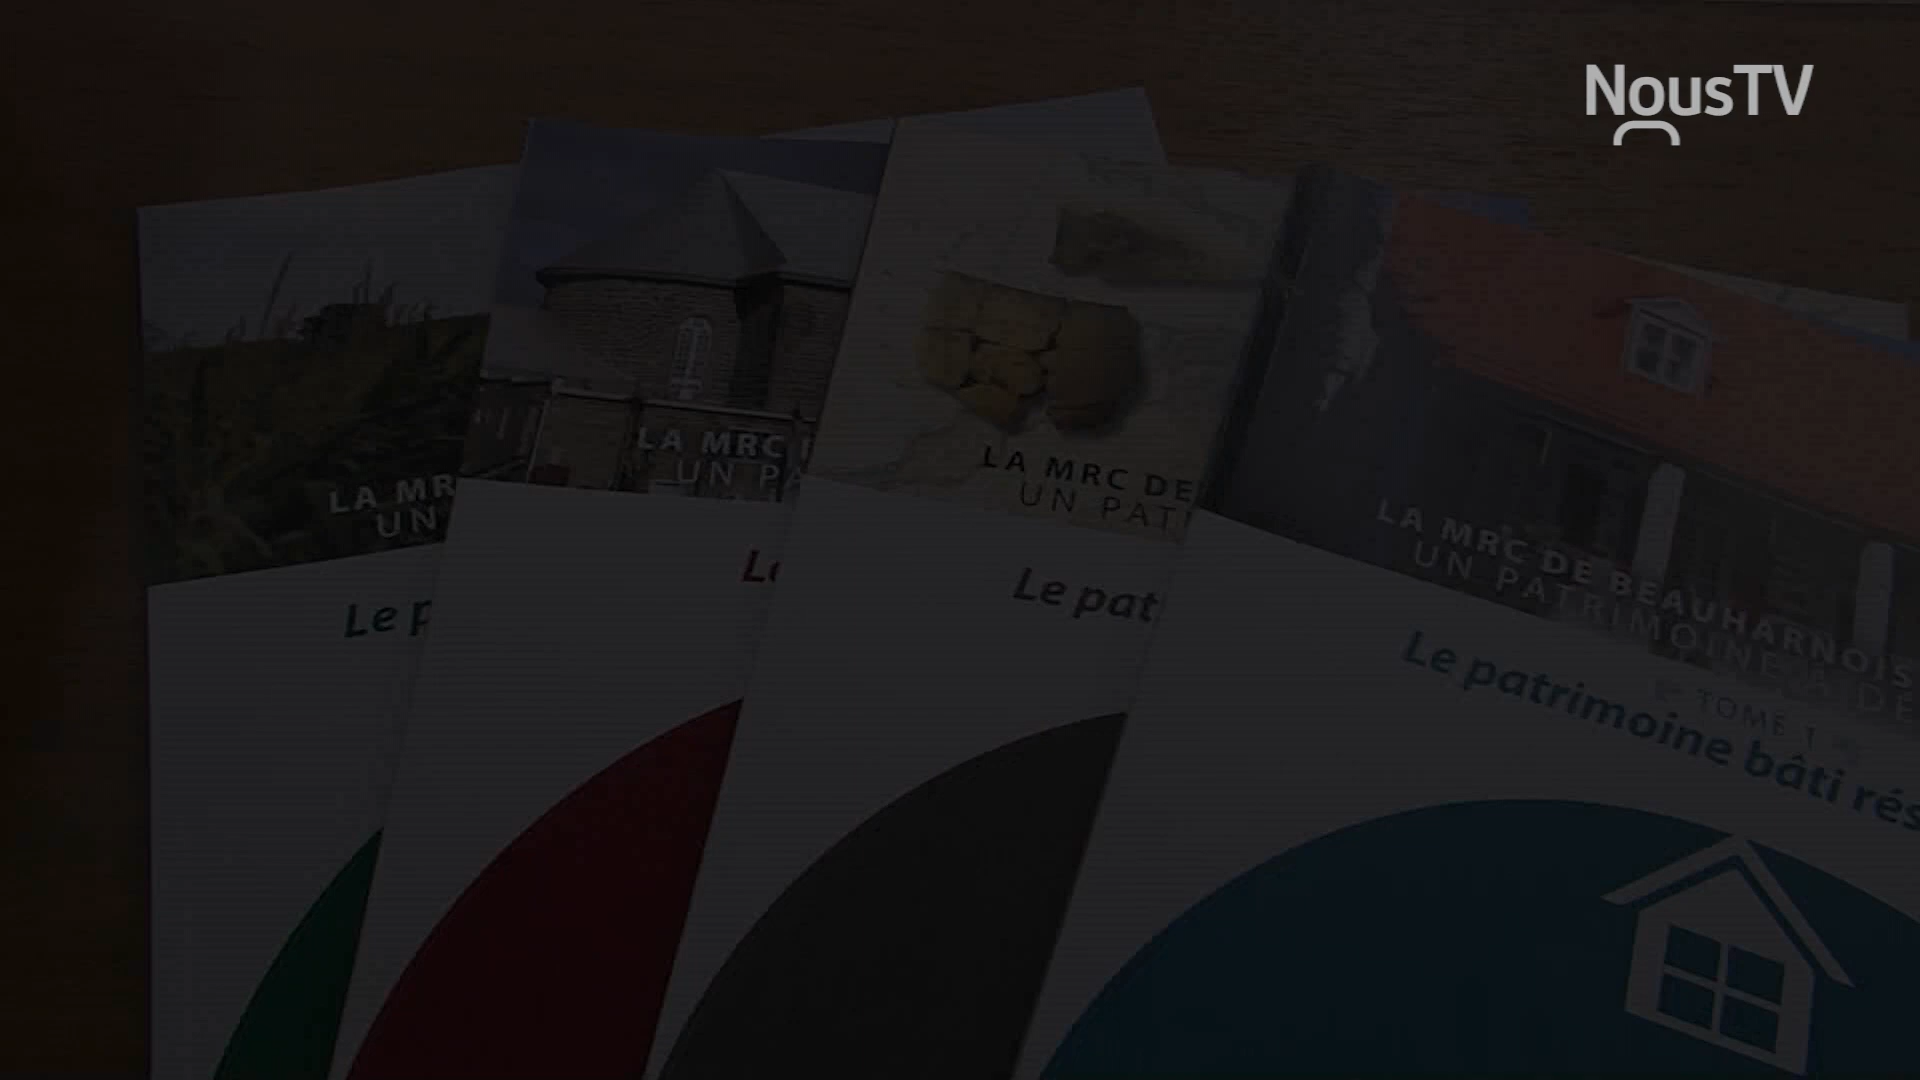 NousTV
LA MR
UN
Le p
LA MRC
UN PA
L
LA MRC DE
UN PAT
Le pat
LA MRC DE BEAUHARNOIS
UN PATRIMOINE À DÉ
TOME 1
Le patrimoine bâti rés